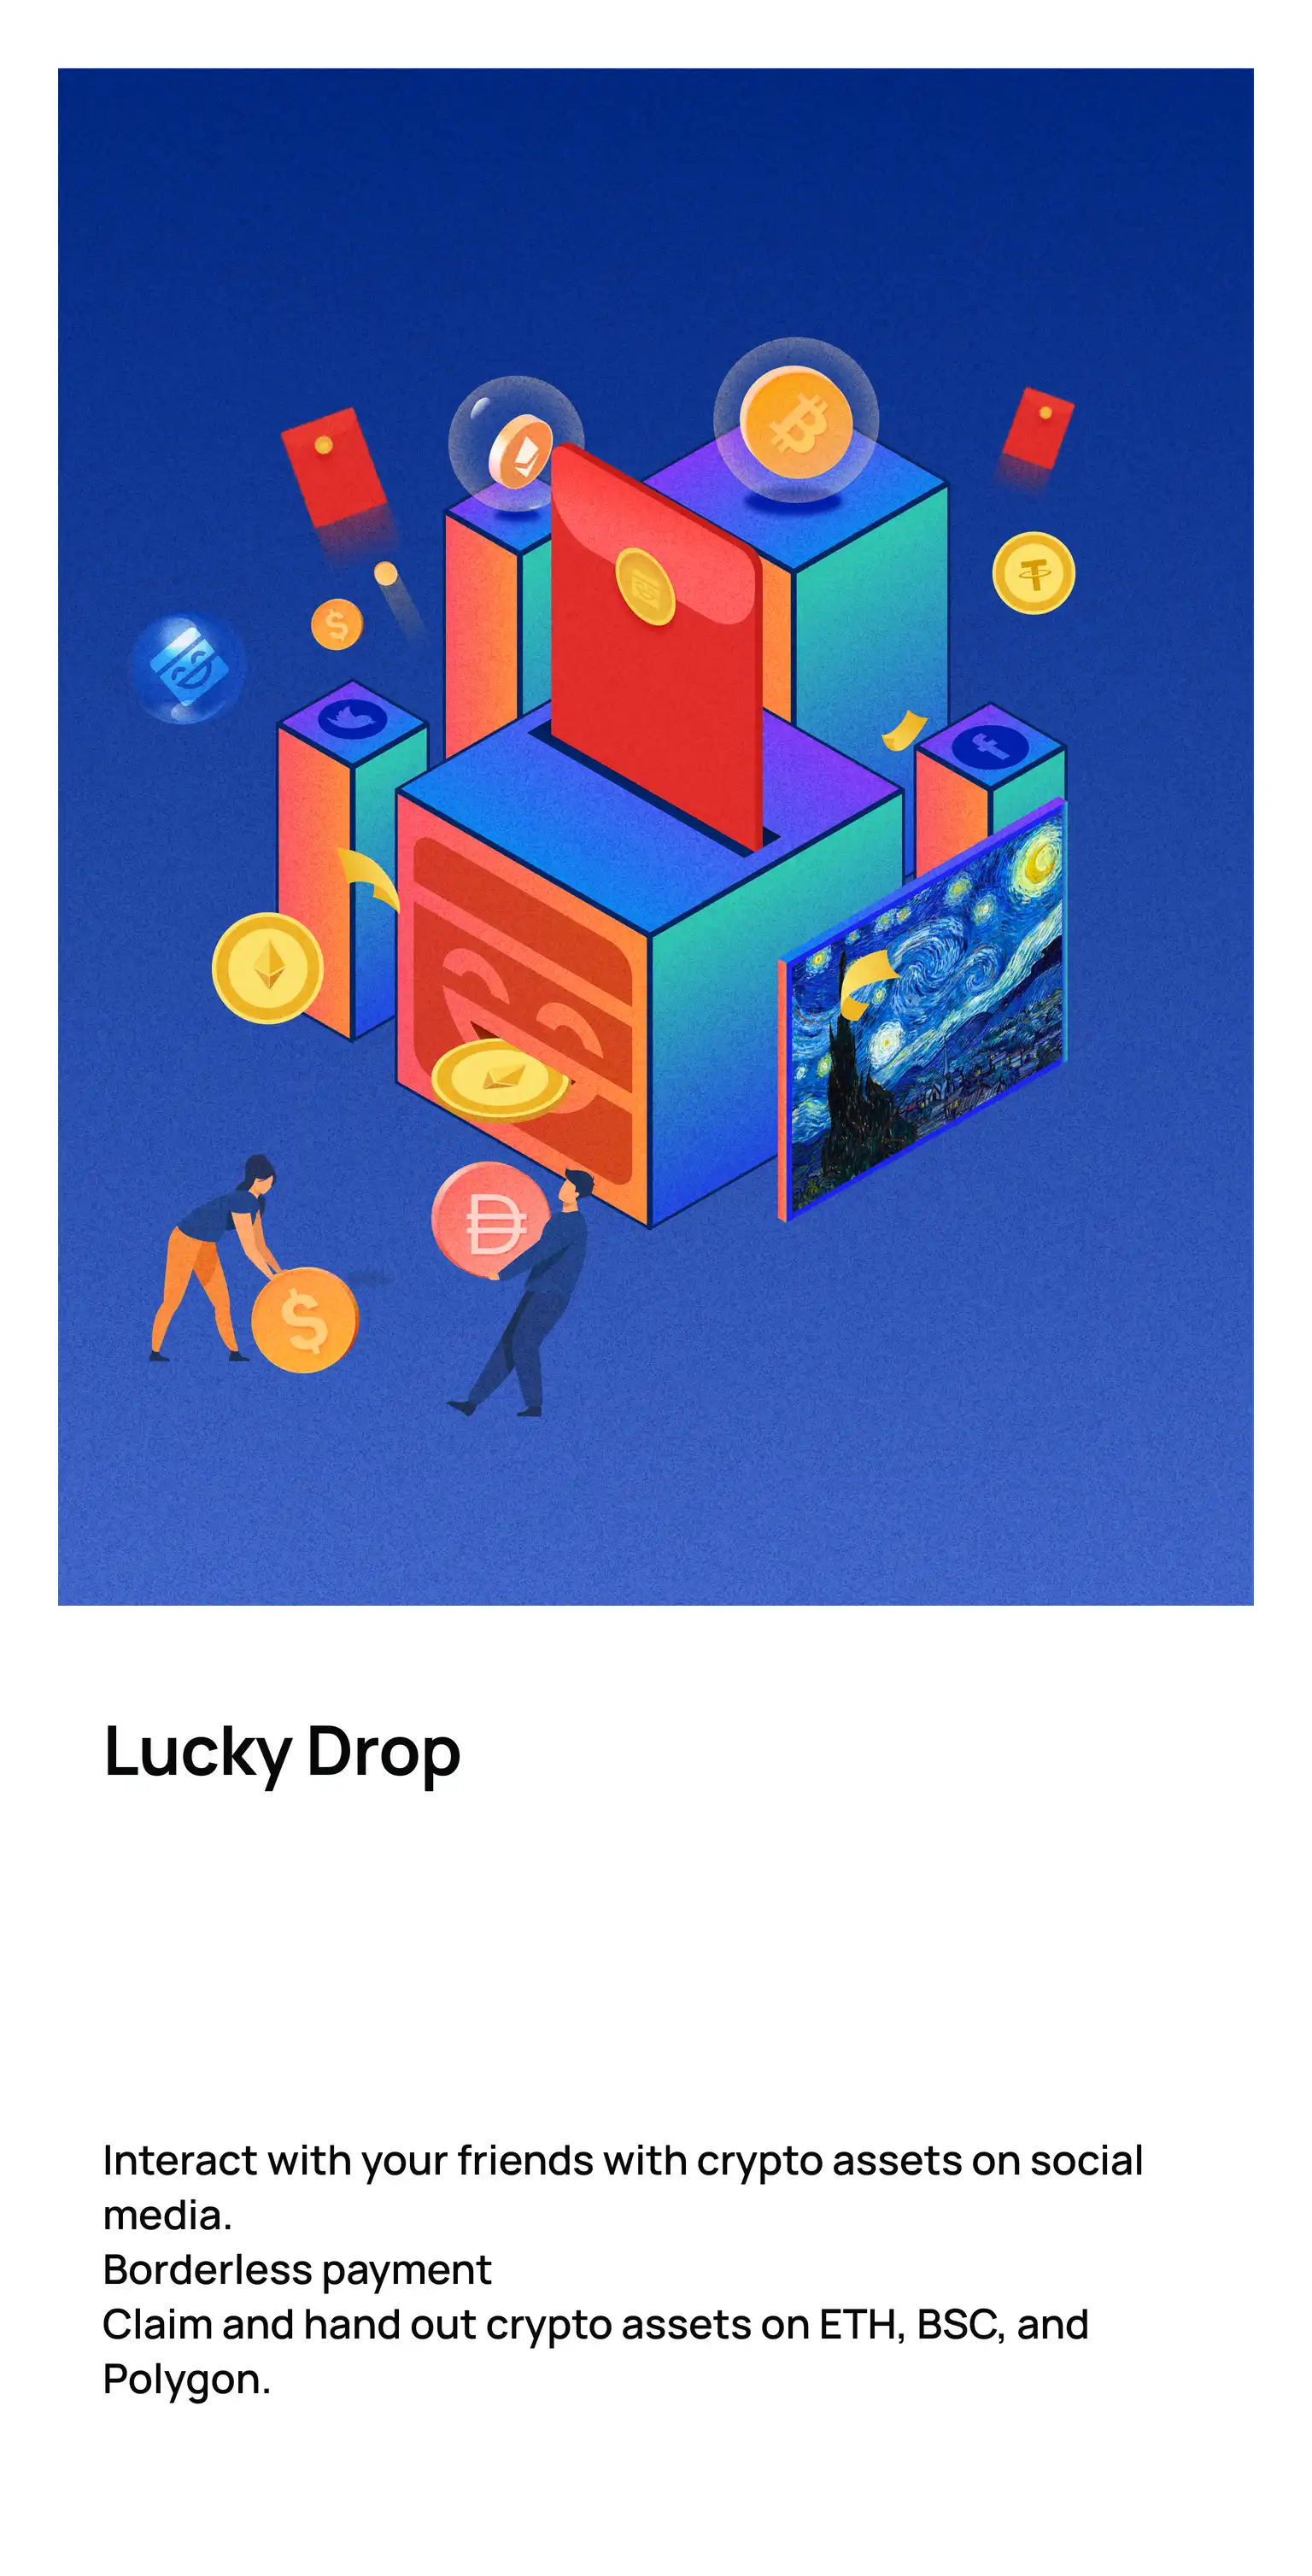 Lucky Drop
Interact with your friends with crypto assets on social
media.
Borderless payment
Claim and hand out crypto assets on ETH, BSC, and
Polygon.